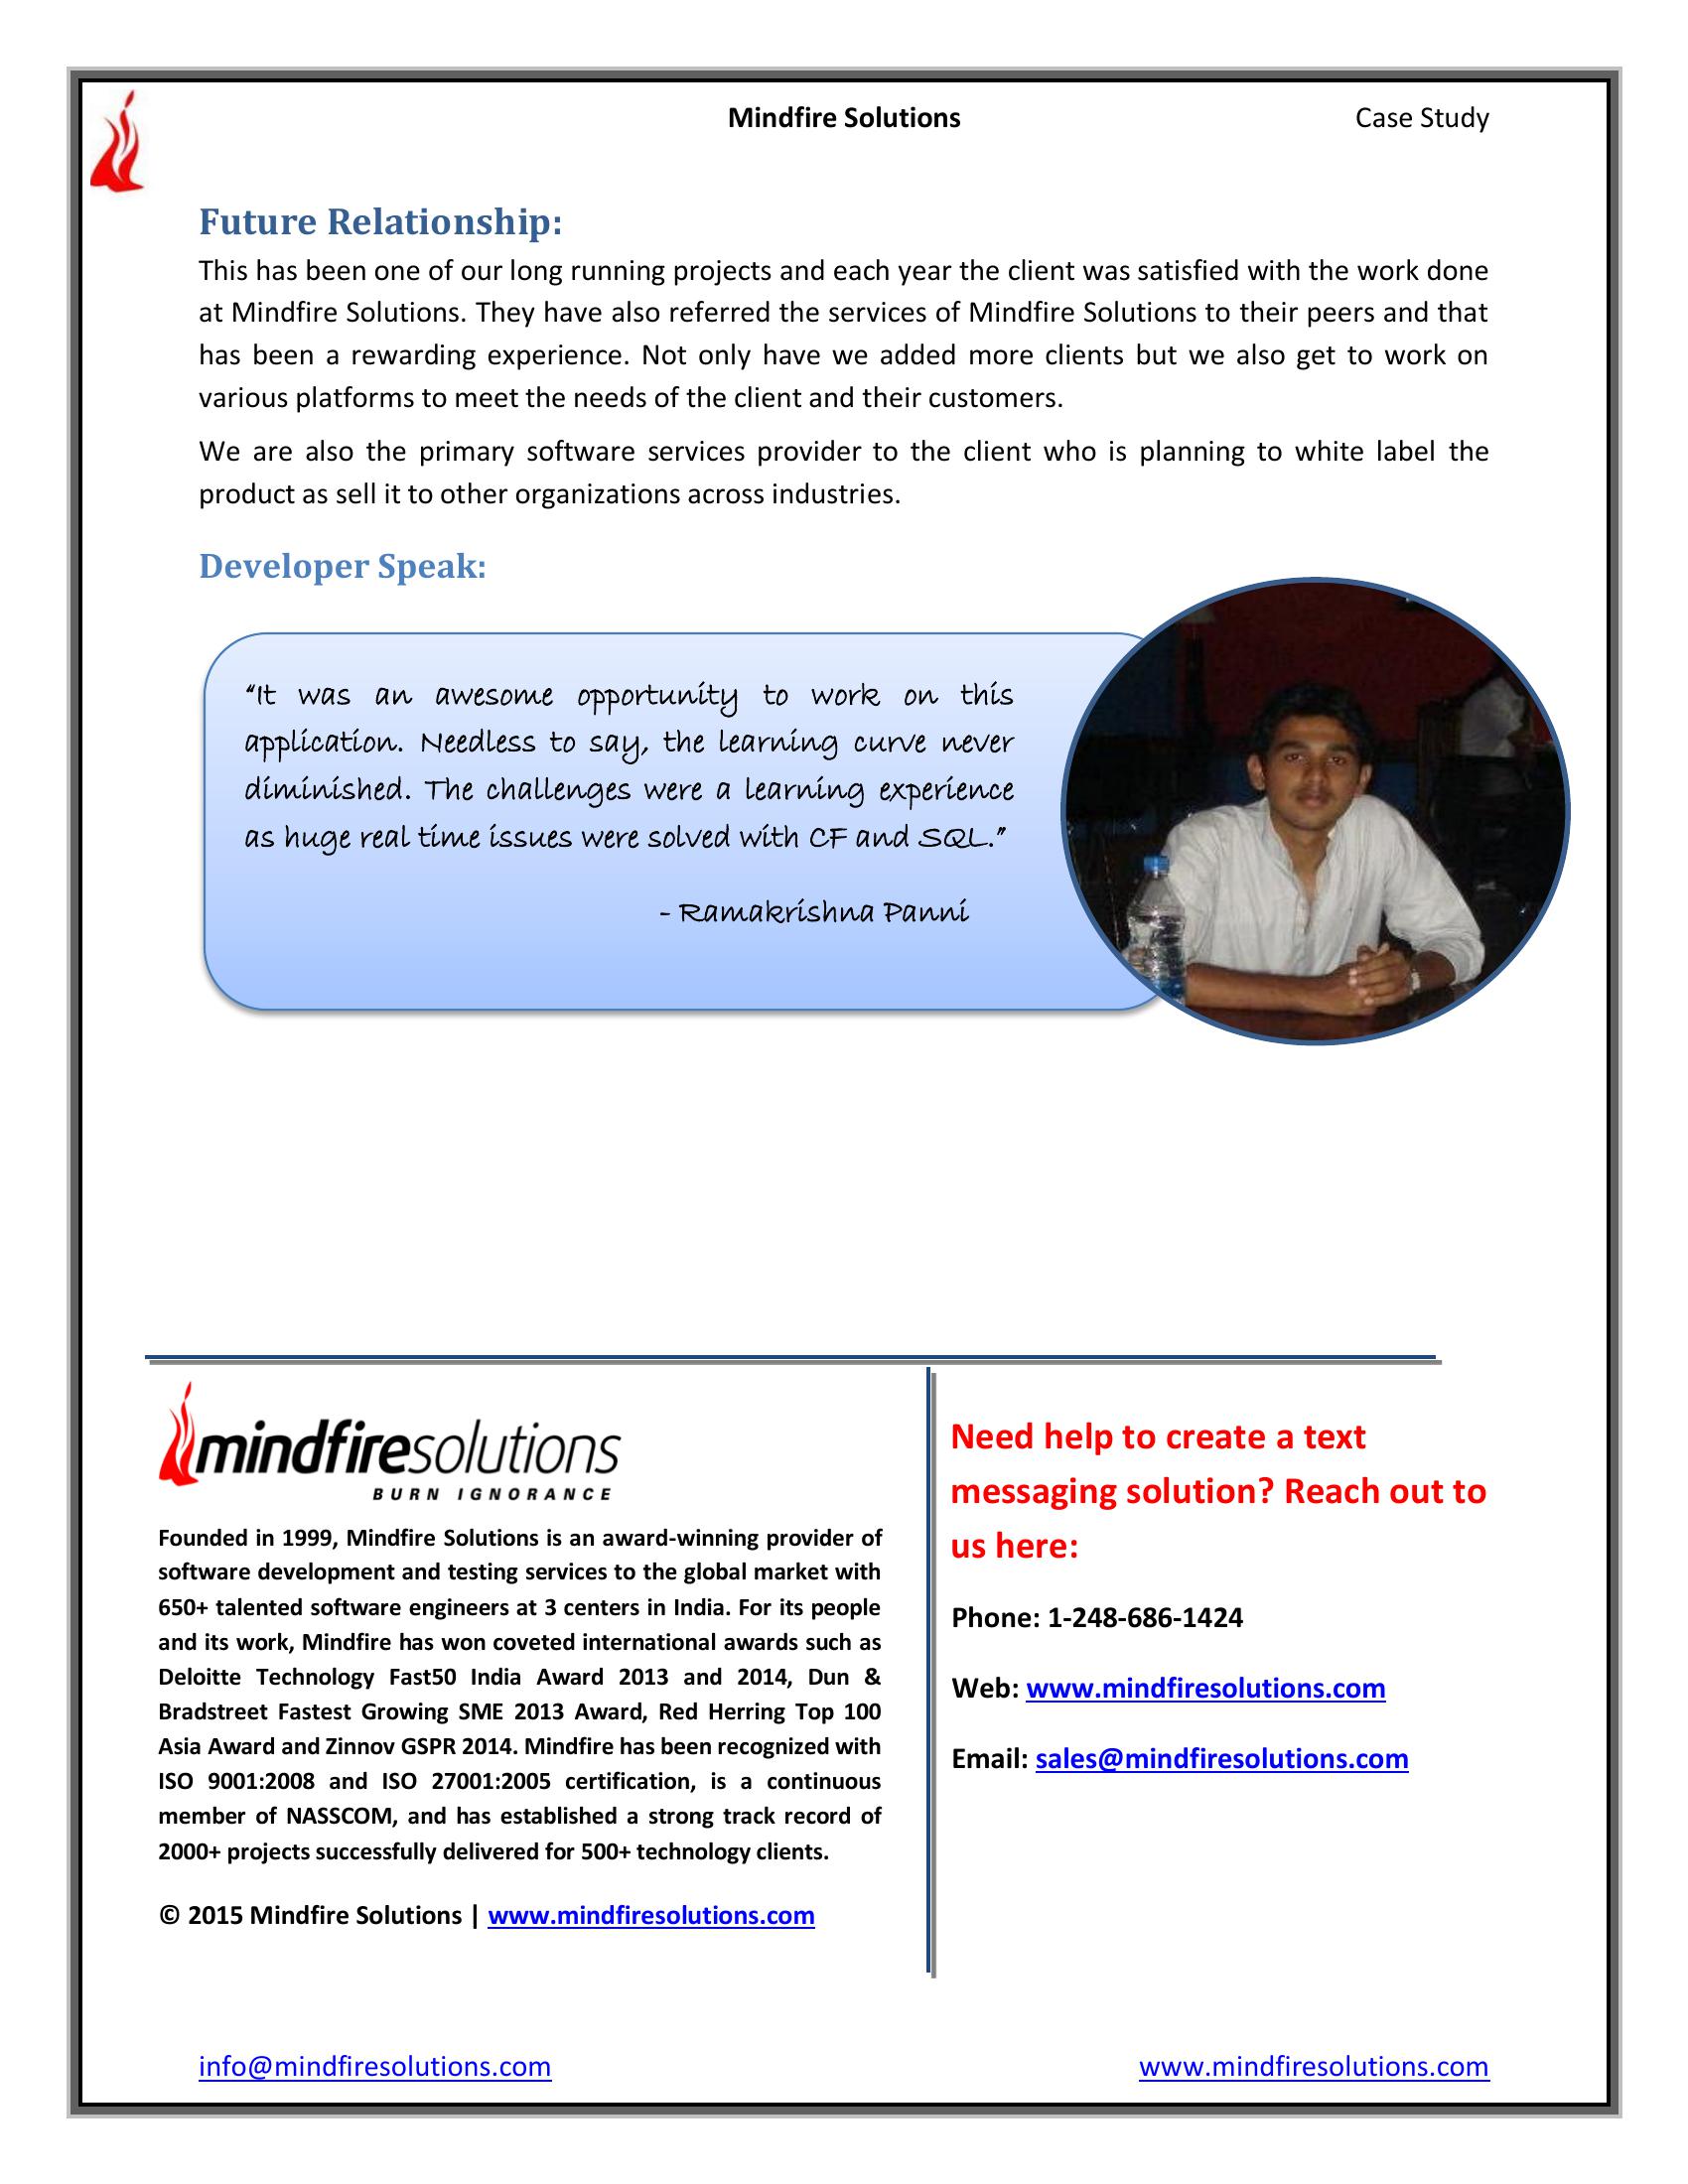 Mindfire Solutions
Case Study
Future Relationship:
This has been one of our long running projects and each year the client was satisfied with the work done
at Mindfire Solutions. They have also referred the services of Mindfire Solutions to their peers and that
has been a rewarding experience. Not only have we added more clients but we also get to work on
various platforms to meet the needs of the client and their customers.
We are also the primary software services provider to the client who is planning to white label the
product as sell it to other organizations across industries.
Developer Speak:
“It was an awesome opportunity to work on this
application. Needless to say, the learning curve never
diminished. The challenges were a learning experience
as huge real time issues were solved with CF and SQL.”
- Ramakrishna Panni
mindfiresolutions
BURN IGNORANCE
Founded in 1999, Mindfire Solutions is an award-winning provider of
software development and testing services to the global market with
650+ talented software engineers at 3 centers in India. For its people
and its work, Mindfire has won coveted international awards such as
Deloitte Technology Fast50 India Award 2013 and 2014, Dun &
Bradstreet Fastest Growing SME 2013 Award, Red Herring Top 100
Asia Award and Zinnov GSPR 2014. Mindfire has been recognized with
ISO 9001:2008 and ISO 27001:2005 certification, is a continuous
member of NASSCOM, and has established a strong track record of
2000+ projects successfully delivered for 500+ technology clients.
© 2015 Mindfire Solutions | www.mindfiresolutions.com
Need help to create a text
messaging solution? Reach out to
us here:
Phone: 1-248-686-1424
Web: www.mindfiresolutions.com
Email: sales@mindfiresolutions.com
info@mindfiresolutions.com
www.mindfiresolutions.com